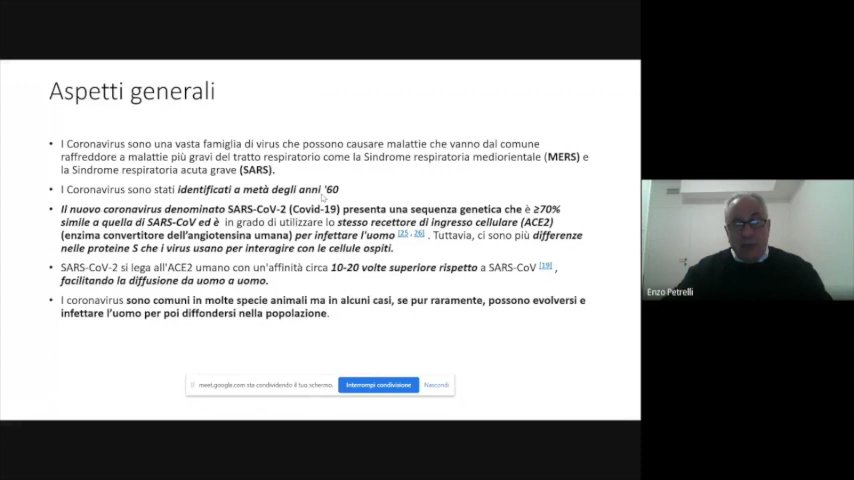 Aspetti generali
• I Coronavirus sono una vasta famiglia di virus che possono causare malattie che vanno dal comune
raffreddore a malattie più gravi del tratto respiratorio come la Sindrome respiratoria mediorientale (MERS) e
la Sindrome respiratoria acuta grave (SARS).
• I Coronavirus sono stati identificati a metà degli anni '60
• Il nuovo coronavirus denominato SARS-CoV-2 (Covid-19) presenta una sequenza genetica che è ≥70%
simile a quella di SARS-CoV ed è in grado di utilizzare lo stesso recettore di ingresso cellulare (ACE2)
(enzima convertitore dell'angiotensina umana) per infettare l'uomo [25 , 26] . Tuttavia, ci sono più differenze
nelle proteine S che i virus usano per interagire con le cellule ospiti.
• SARS-CoV-2 si lega all'ACE2 umano con un'affinità circa 10-20 volte superiore rispetto a SARS-CoV [19] ,
facilitando la diffusione da uomo a uomo.
• I coronavirus sono comuni in molte specie animali ma in alcuni casi, se pur raramente, possono evolversi e
infettare l'uomo per poi diffondersi nella popolazione.
meet.google.com sta condividendo il tuo schermo. Interrompi condivisione Nascondi
Enzo Petrelli